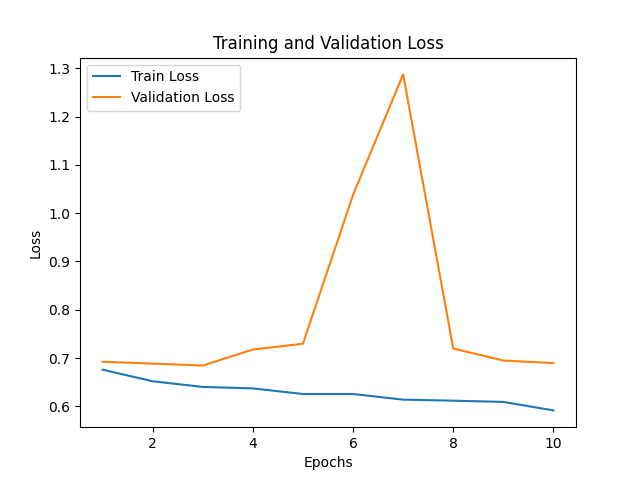 Training and Validation Loss
Train Loss
Validation Loss
1.3
1.2
1.1
1.0
0.9
0.8
0.7
0.6
Loss
2
4
6
8
10
Epochs